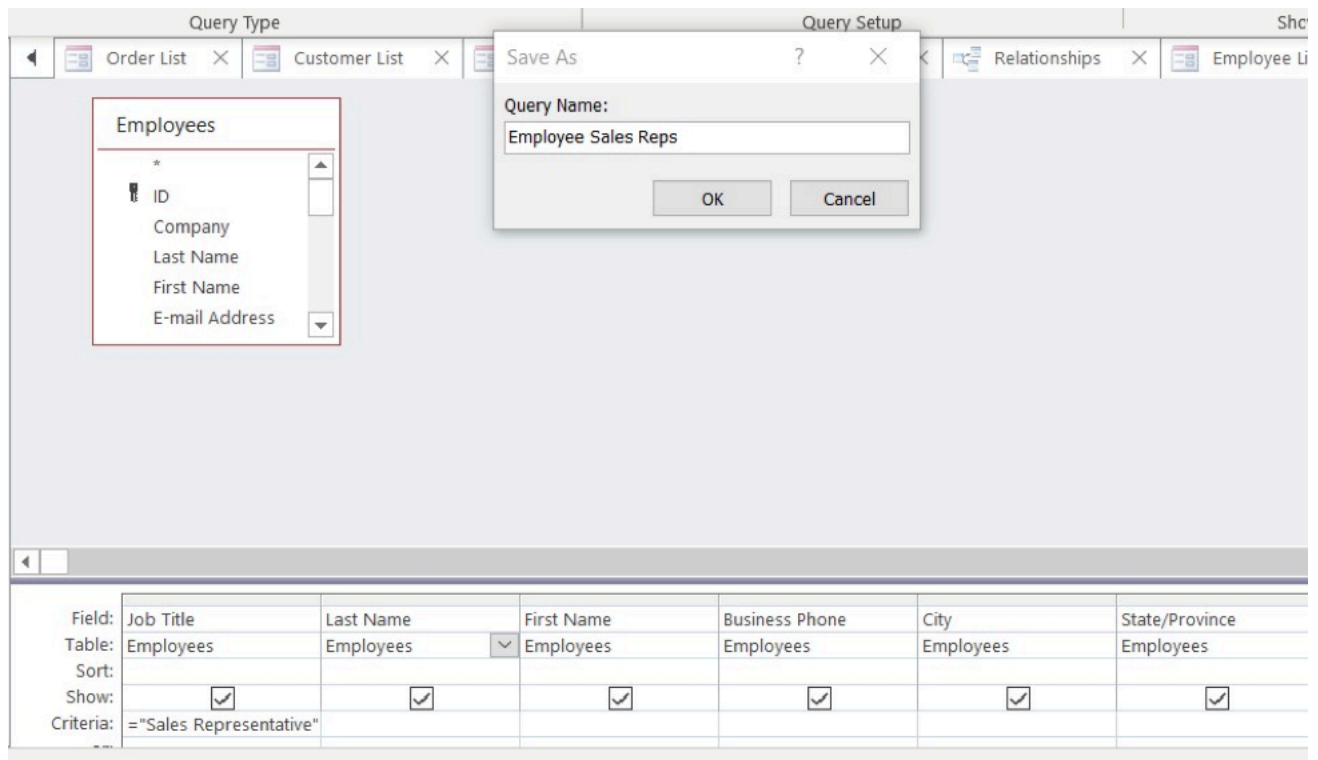 Query Type Query Setup
Order List Customer List Relationships Employee Li
Save As ?
Query Name:
Employee Sales Reps
OK Cancel
Employees
*
ID
Company
Last Name
First Name
E-mail Address
Field: Job Title Last Name First Name Business Phone City State/Province
Table: Employees Employees Employees Employees Employees Employees
Sort:
Show:
Criteria: ="Sales Representative"